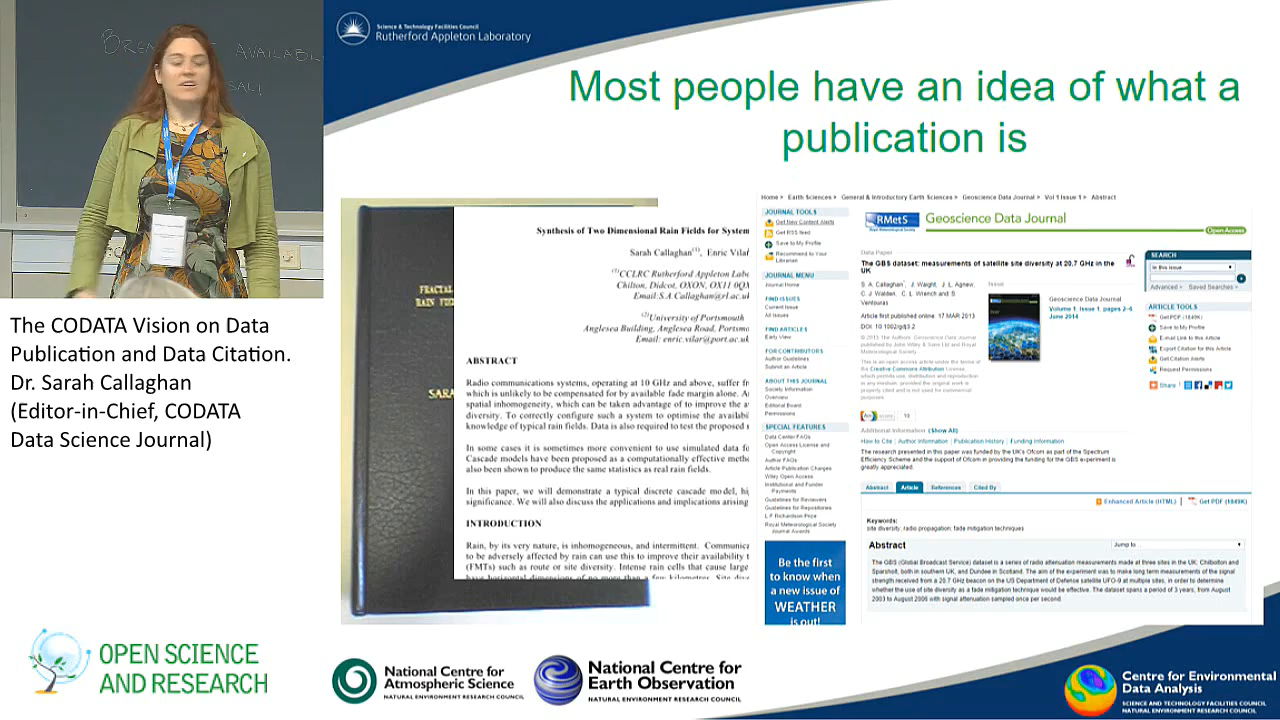 Science & Technology Facilities Council
Rutherford Appleton Laboratory
Most people have an idea of what a
publication is
The CODATA Vision on Data
Publication and Data Citation.
Dr. Sarah Callaghan
(Editor-in-Chief, CODATA
Data Science Journal)
FRACTAL
SARA
Synthesis of Two Dimensional Rain Fields for System
Sarah Callaghan(1), Enric Vilar
(1)CCLRC Rutherford Appleton Labo
Chilton, Didcot, OXON, OX11 0QX
Email:S.A.Callaghan@rl.ac.uk
(2)University of Portsmouth
Anglesea Building, Anglesea Road, Portsmo
Email: enric.vilar@port.ac.uk
ABSTRACT
Radio communications systems, operating at 10 GHz and above, suffer fr
which is unlikely to be compensated for by available fade margin alone. A
spatial inhomogeneity, which can be taken advantage of to improve the av
diversity. To correctly configure such a system to optimise the availabi
knowledge of typical rain fields. Data is also required to test the proposed s
In some cases it is sometimes more convenient to use simulated data fo
Cascade models have been proposed as a computationally effective metho
also been shown to produce the same statistics as real rain fields.
In this paper, we will demonstrate a typical discrete cascade model, hi
significance. We will also discuss the applications and implications arising
INTRODUCTION
Rain, by its very nature, is inhomogeneous, and intermittent. Communica
to be adversely affected by rain can use this to improve their availability t
(FMTs) such as route or site diversity. Intense rain cells that cause large
have horizontal dimensions of no more than a few kilometres. Site div
Home > Earth Sciences > General & Introductory Earth Sciences > Geoscience Data Journal > Vol 1 Issue 1 > Abstract
JOURNAL TOOLS
Get New Content Alerts
Get RSS feed
Save to My Profile
Recommend to Your
Librarian
JOURNAL MENU
Journal Home
FIND ISSUES
Current Issue
All Issues
FIND ARTICLES
Early View
FOR CONTRIBUTORS
Author Guidelines
Submit an Article
ABOUT THIS JOURNAL
Society Information
Overview
Editorial Board
Permissions
SPECIAL FEATURES
Data Center FAQs
Open Access License and
Copyright
Author FAQs
Article Publication Charges
Wiley Open Access
Institutional and Funder
Payments
Guidelines for Reviewers
Guidelines for Repositories
L F Richardson Prize
Royal Meteorological Society
Journal Awards
Be the first
to know when
a new issue of
WEATHER
is out!
RMetS
Geoscience Data Journal
Open Access
Data Paper
The GBS dataset: measurements of satellite site diversity at 20.7 GHz in the
UK
S. A. Callaghan*, J. Waight, J. L. Agnew,
C. J. Walden, C. L. Wrench and S.
Ventouras
Article first published online: 17 MAR 2013
DOI: 10.1002/gdj3.2
© 2013 The Authors. Geoscience Data Journal
published by John Wiley & Sons Ltd and Royal
Meteorological Society.
This is an open access article under the terms of
the Creative Commons Attribution License
which permits use, distribution and reproduction
in any medium, provided the original work is
properly cited and is not used for commercial
purposes.
Issue
Geoscience Data Journal
Volume 1, Issue 1, pages 2–6,
June 2014
SEARCH
In this issue
Advanced > Saved Searches >
ARTICLE TOOLS
Get PDF (1849K)
Save to My Profile
E-mail Link to this Article
Export Citation for this Article
Get Citation Alerts
Request Permissions
Share
Am score 10
Additional Information (Show All)
How to Cite Author Information Publication History Funding Information
The research presented in this paper was funded by the UK's Ofcom as part of the Spectrum
Efficiency Scheme and the support of Ofcom in providing the funding for the GBS experiment is
greatly appreciated.
Abstract Article References Cited By
Enhanced Article (HTML) Get PDF (1849K)
Keywords:
site diversity; radio propagation; fade mitigation techniques
Abstract
Jump to...
The GBS (Global Broadcast Service) dataset is a series of radio attenuation measurements made at three sites in the UK: Chilbolton and
Sparsholt, both in southern UK, and Dundee in Scotland. The aim of the experiment was to make long term measurements of the signal
strength received from a 20.7 GHz beacon on the US Department of Defense satellite UFO-9 at multiple sites, in order to determine
whether the use of site diversity as a fade mitigation technique would be effective. The dataset spans a period of 3 years, from August
2003 to August 2006 with signal attenuation sampled once per second.
OPEN SCIENCE
AND RESEARCH
National Centre for
Atmospheric Science
NATURAL ENVIRONMENT RESEARCH COUNCIL
National Centre for
Earth Observation
NATURAL ENVIRONMENT RESEARCH COUNCIL
Centre for Environmental
Data Analysis
SCIENCE AND TECHNOLOGY FACILITIES COUNCIL
NATURAL ENVIRONMENT RESEARCH COUNCIL